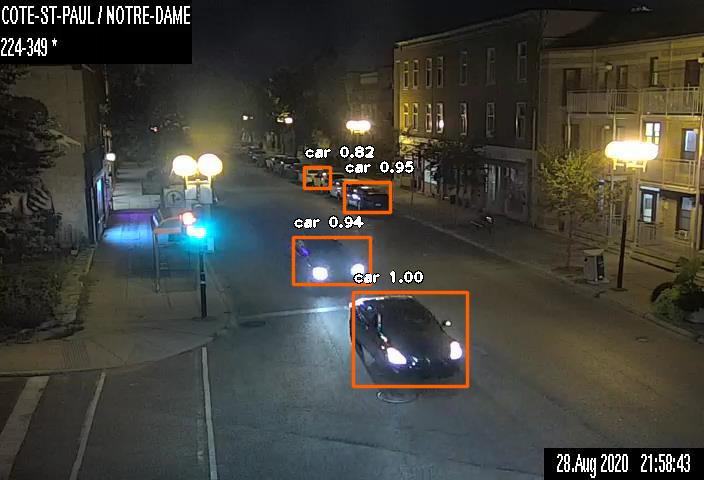 COTE-ST-PAUL / NOTRE-DAME
224-349 *
car 0.82
car 0.95
car 0.94
car 1.00
28.Aug 2020 21:58:43